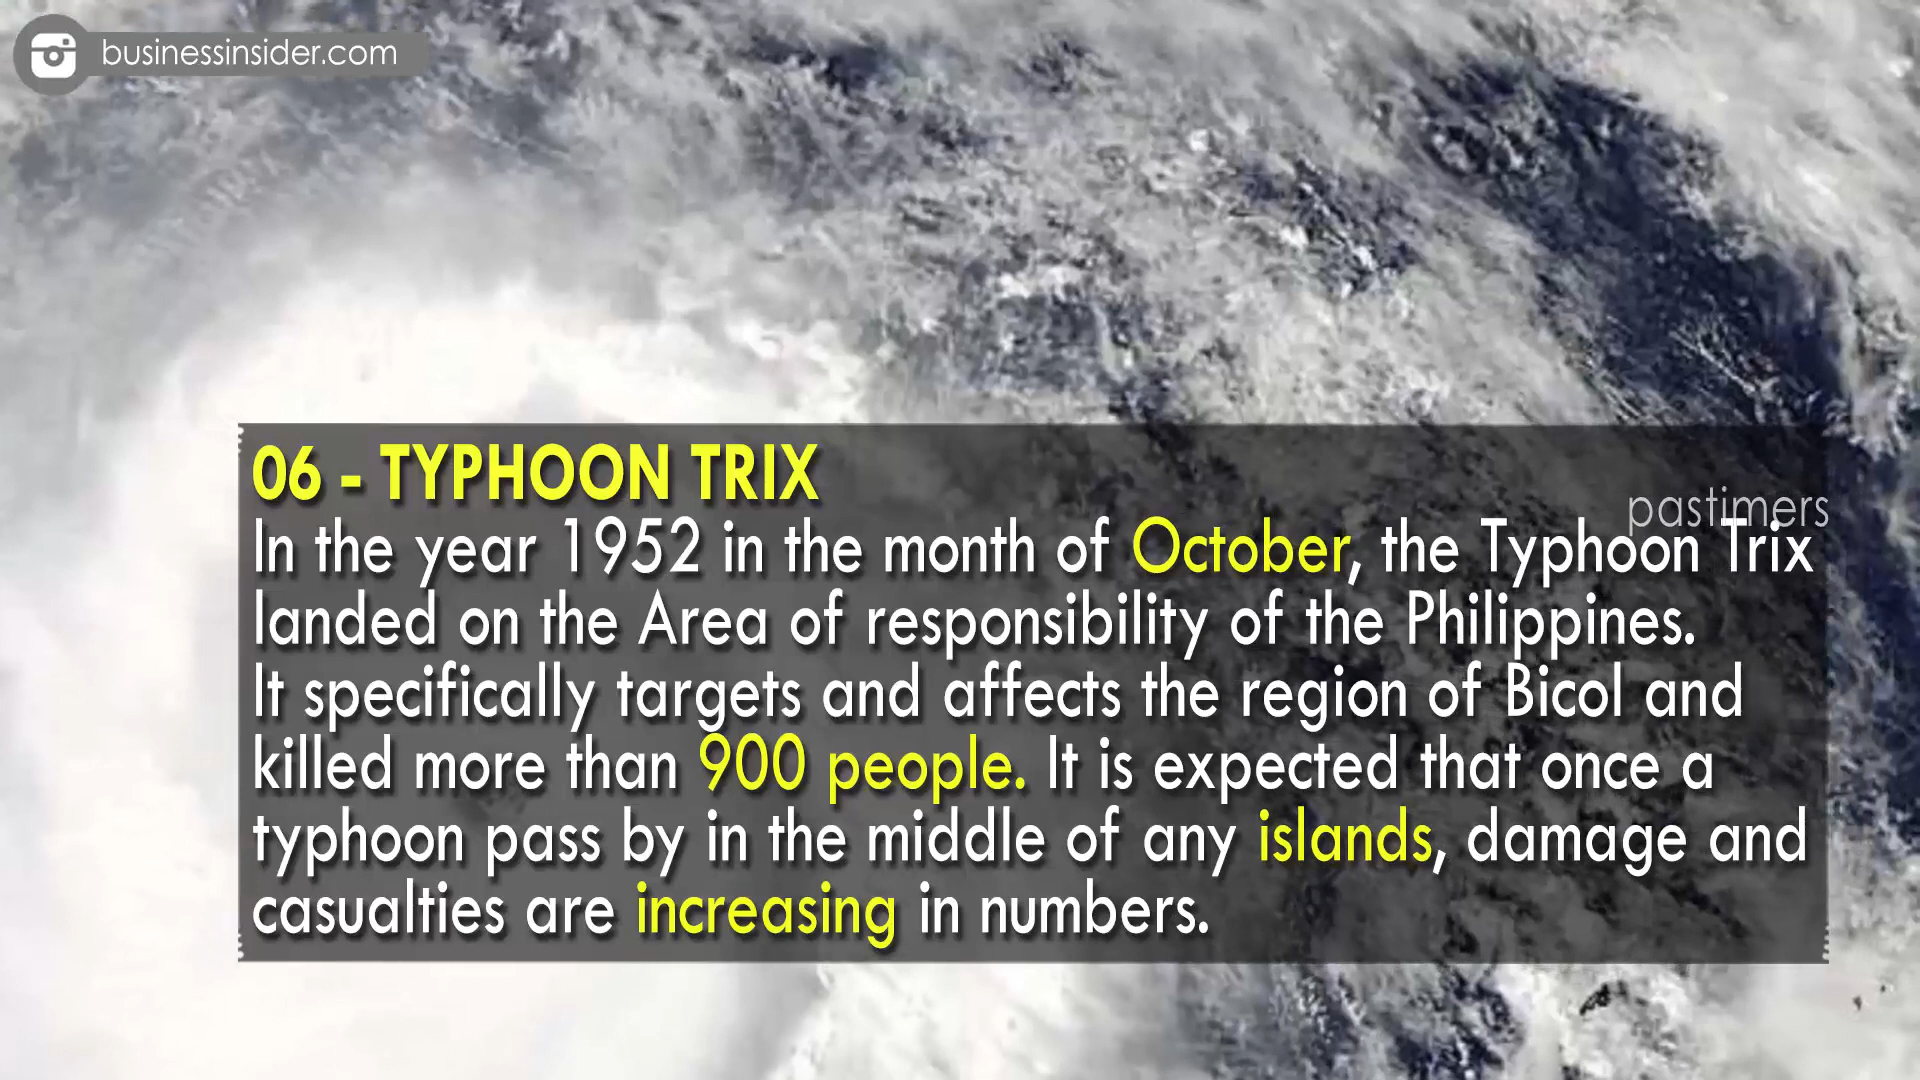 businessinsider.com
06 - TYPHOON TRIX
pastimers
In the year 1952 in the month of October, the Typhoon Trix
landed on the Area of responsibility of the Philippines.
It specifically targets and affects the region of Bicol and
killed more than 900 people. It is expected that once a
typhoon pass by in the middle of any islands, damage and
casualties are increasing in numbers.